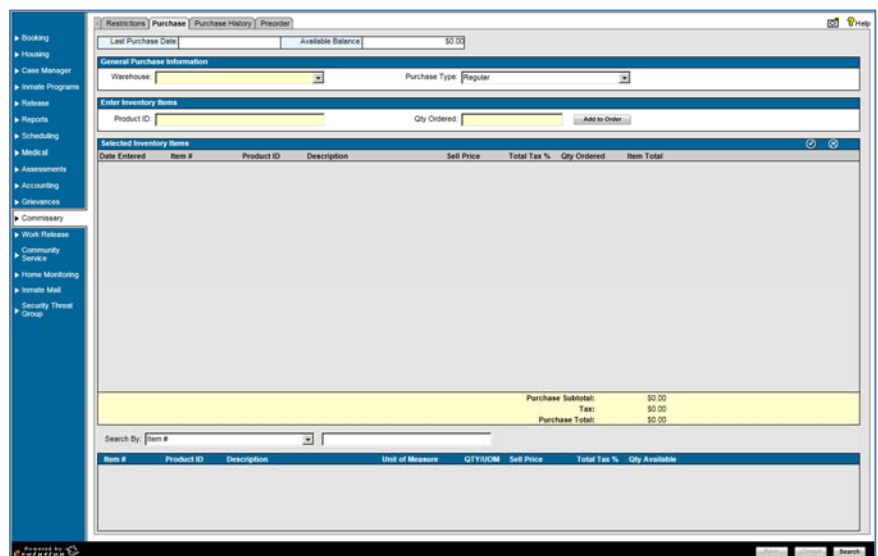 Restrictions Purchase Purchase History Preorder Help
Last Purchase Date: Available Balance: $0.00
General Purchase Information
Warehouse: Purchase Type: Regular
Enter Inventory Items
Product ID: Qty Ordered: Add to Order
Selected Inventory Items
Date Entered Item # Product ID Description Sell Price Total Tax % Qty Ordered Item Total
Booking
Housing
Case Manager
Inmate Programs
Release
Reports
Scheduling
Medical
Assessments
Accounting
Grievances
Commissary
Work Release
Community
Service
Home Monitoring
Inmate Mail
Security Threat
Group
Purchase Subtotal: $0.00
Tax: $0.00
Purchase Total: $0.00
Search By: Item #
Item # Product ID Description Unit of Measure QTY/UOM Sell Price Total Tax % Qty Available
Powered by
Save Cancel Search